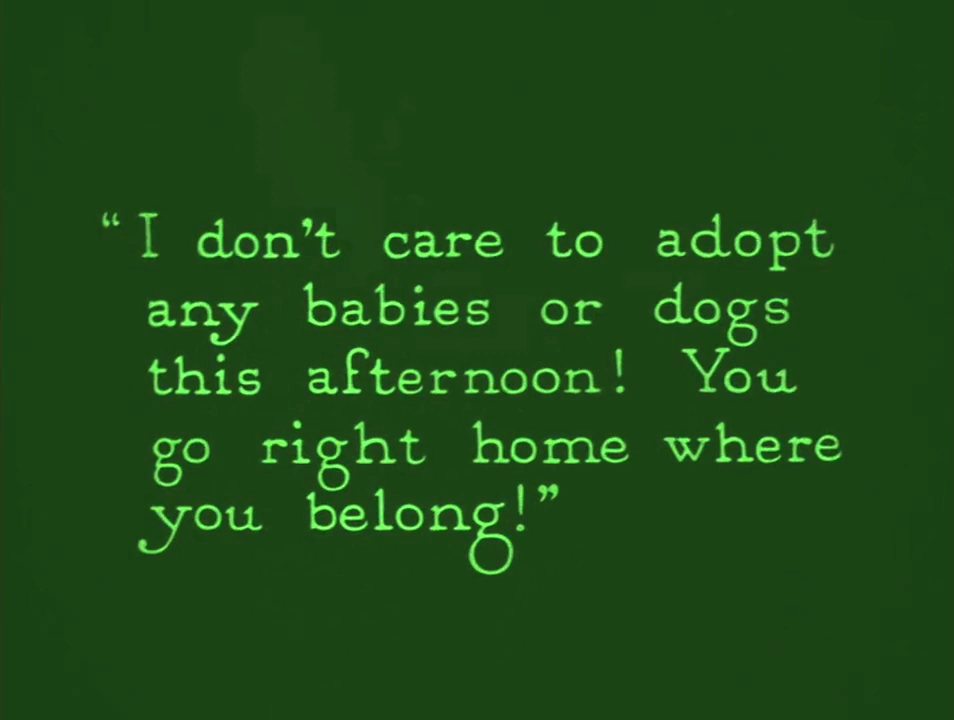 “I don’t care to adopt
any babies or dogs
this afternoon! You
go right home where
you belong!”